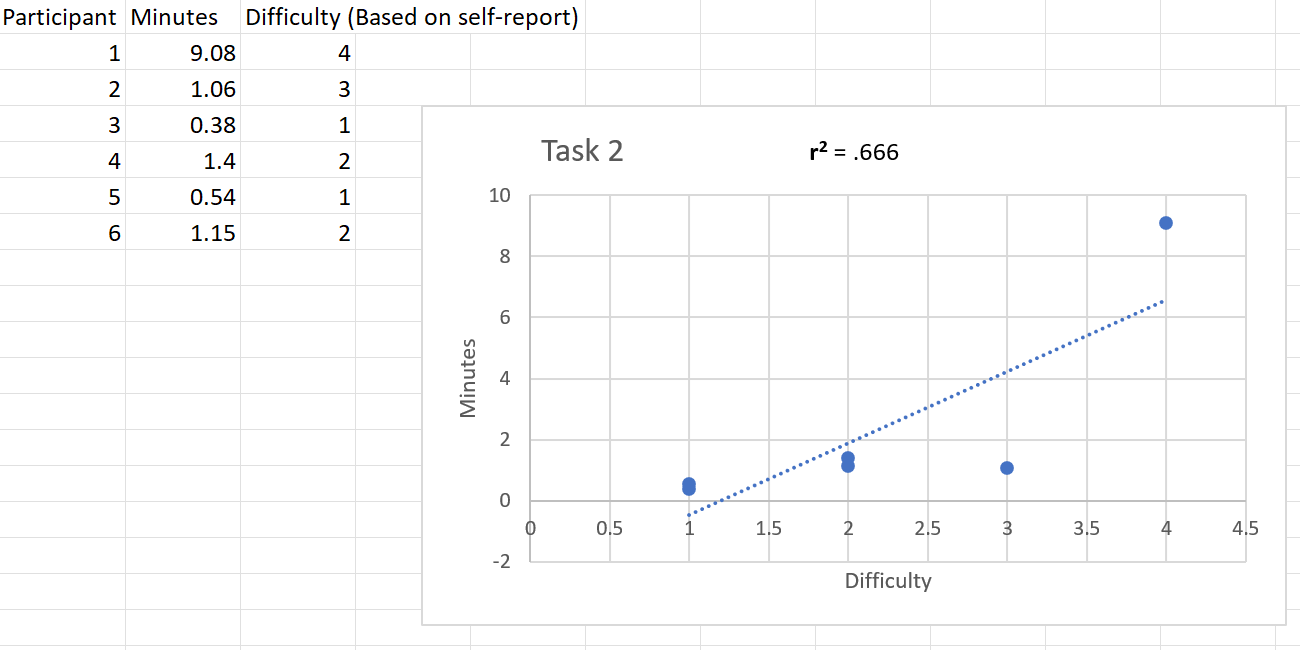 Participant Minutes Difficulty (Based on self-report)
1 9.08 4
2 1.06 3
3 0.38 1
4 1.4 2
5 0.54 1
6 1.15 2
Task 2 r² = .666
10
8
6
4
2
0
-2
Minutes
0 0.5 1 1.5 2 2.5 3 3.5 4 4.5
Difficulty